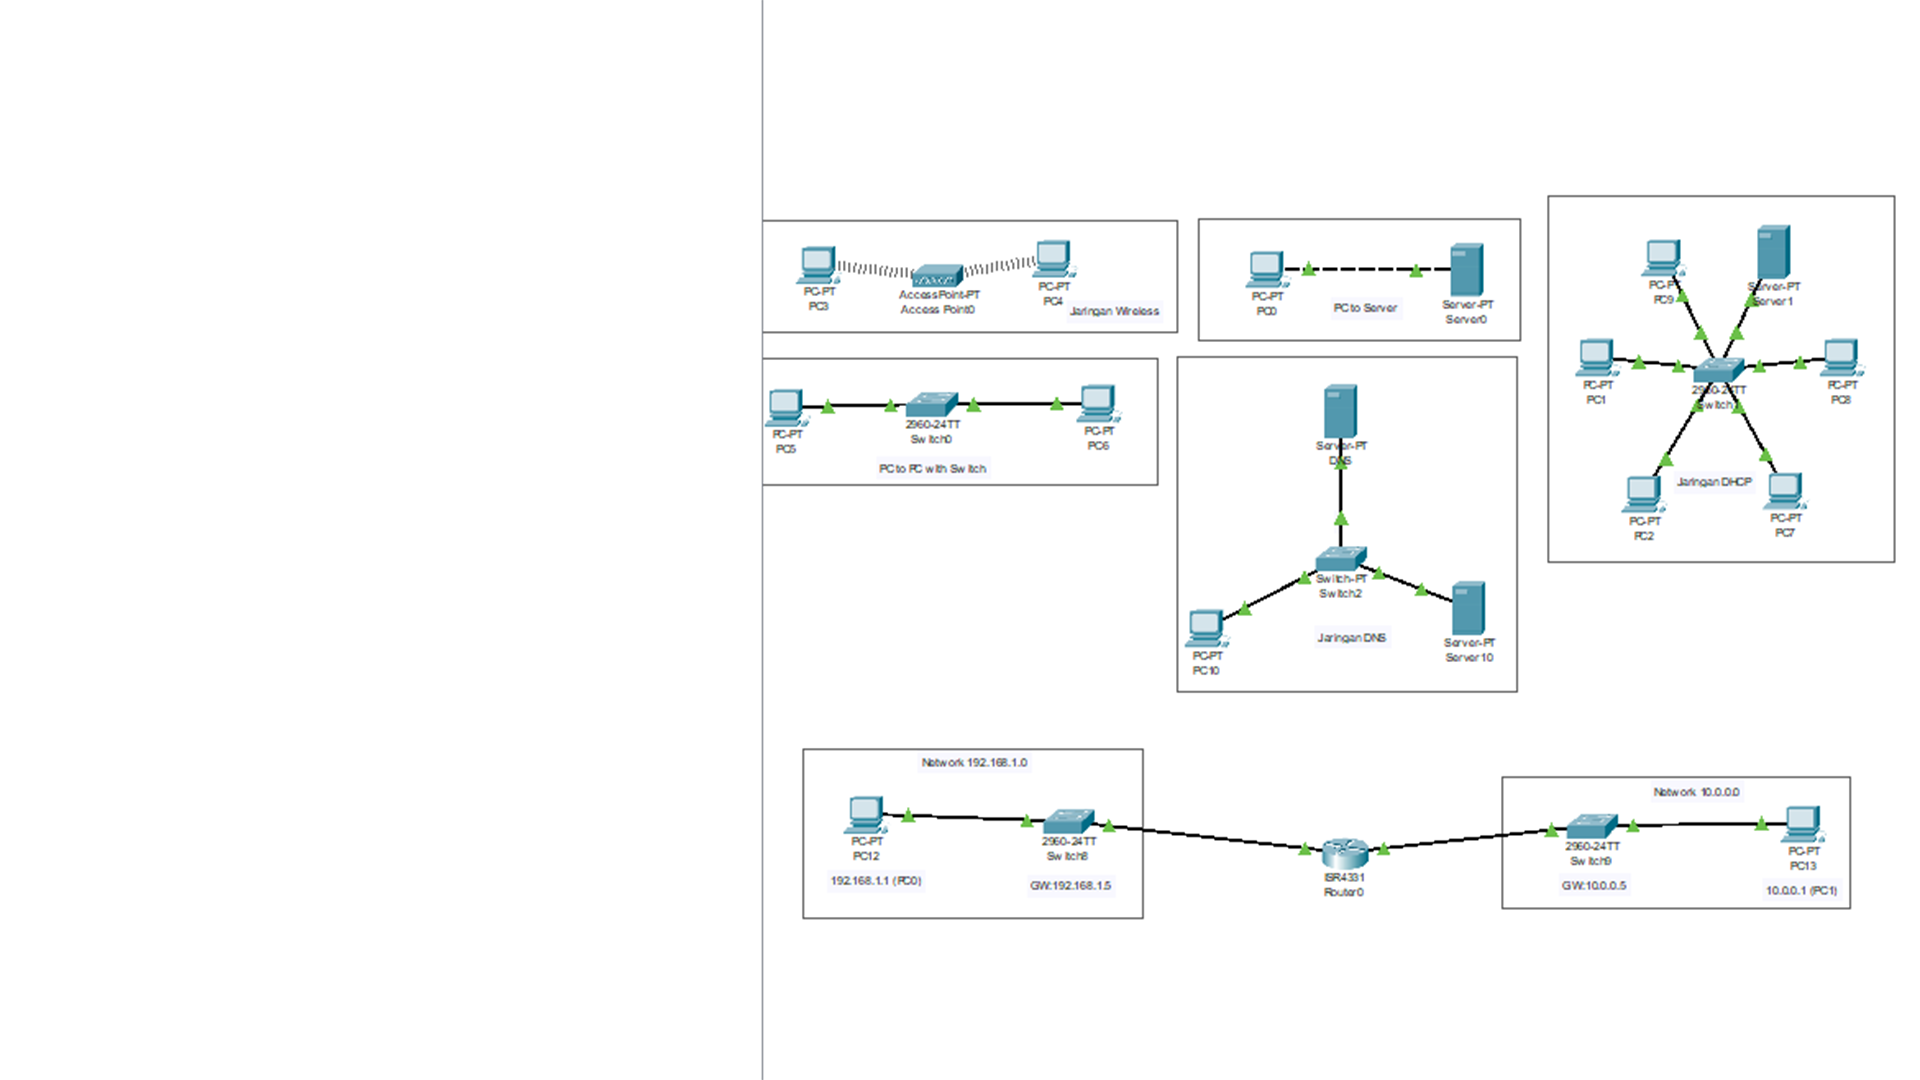 PC-PT
PC3
AccessPoint-PT
Access Point0
PC-PT
PC4
Jaringan Wireless
PC-PT
PC0
PC to Server
Server-PT
Server0
PC-PT
PC9
Server-PT
Server1
PC-PT
PC1
2960-24TT
Switch1
PC-PT
PC8
Jaringan DHCP
PC-PT
PC2
PC-PT
PC7
PC-PT
PC5
2960-24TT
Switch0
PC-PT
PC6
PC to PC with Switch
Server-PT
DNS
Switch-PT
Switch2
Jaringan DNS
PC-PT
PC10
Server-PT
Server10
Network 192.168.1.0
PC-PT
PC12
192.168.1.1 (PC0)
2960-24TT
Switch8
GW:192.168.1.5
ISR4331
Router0
Network 10.0.0.0
2960-24TT
Switch9
GW:10.0.0.5
PC-PT
PC13
10.0.0.1 (PC1)